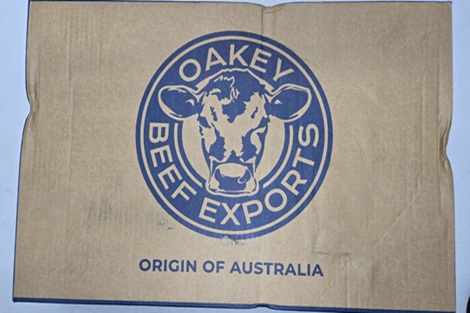 OAKEY
BEEF EXPORTS
ORIGIN OF AUSTRALIA